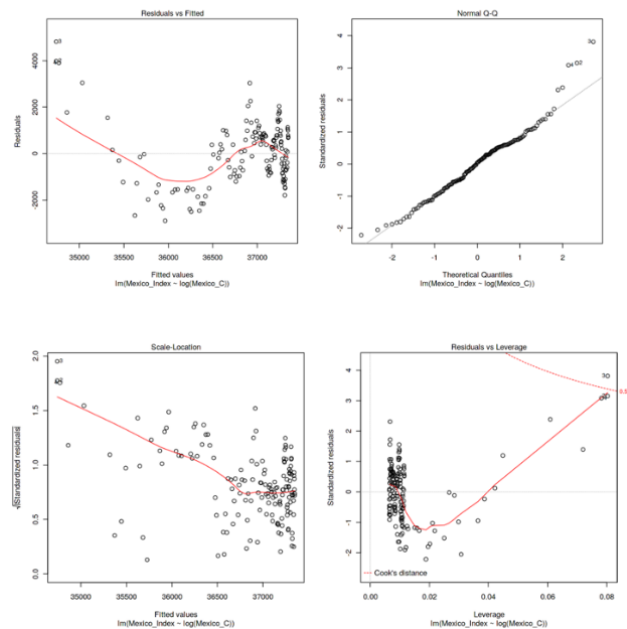 Residuals vs Fitted
Residuals
4000
2000
0
-2000
35000 35500 36000 36500 37000
Fitted values
lm(Mexico_Index ~ log(Mexico_C))
Normal Q-Q
Standardized residuals
4
3
2
1
0
-1
-2
-2 -1 0 1 2
Theoretical Quantiles
lm(Mexico_Index ~ log(Mexico_C))
Scale-Location
√|Standardized residuals|
2.0
1.5
1.0
0.5
0.0
35000 35500 36000 36500 37000
Fitted values
lm(Mexico_Index ~ log(Mexico_C))
Residuals vs Leverage
Standardized residuals
4
3
2
1
0
-1
-2
Cook's distance
0.00 0.02 0.04 0.06 0.08
Leverage
lm(Mexico_Index ~ log(Mexico_C))